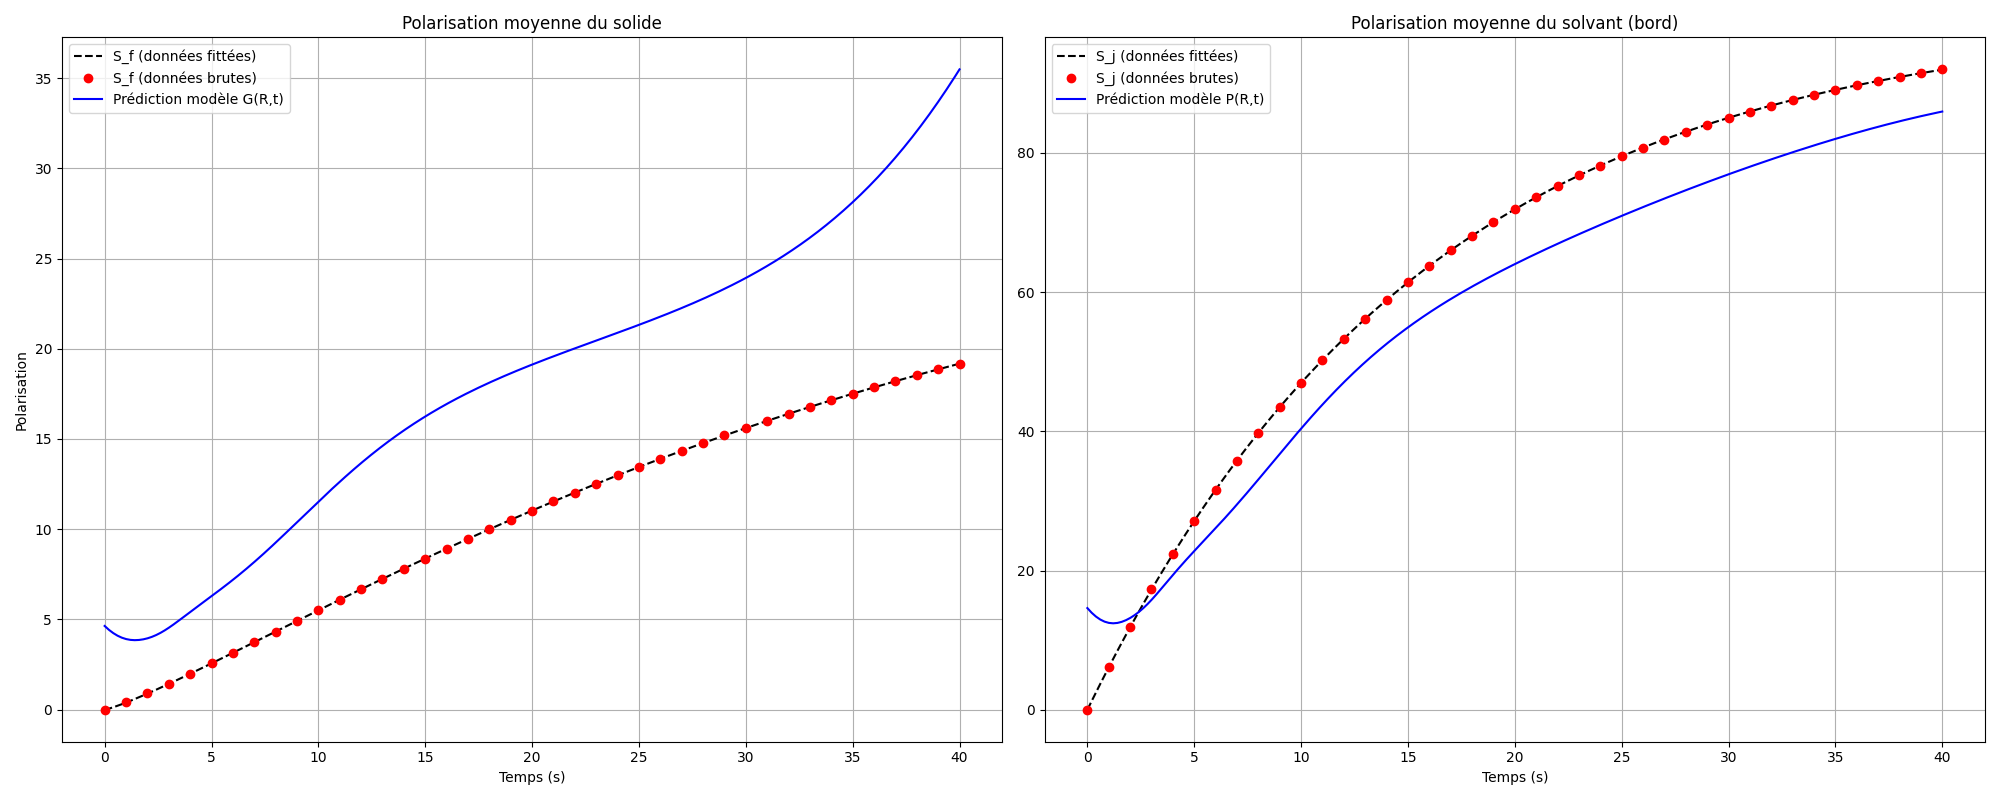 Polarisation moyenne du solide
S_f (données fittées)
S_f (données brutes)
Prédiction modèle G(R,t)
35
30
25
20
15
10
5
0
Polarisation
0 5 10 15 20 25 30 35 40
Temps (s)
Polarisation moyenne du solvant (bord)
S_j (données fittées)
S_j (données brutes)
Prédiction modèle P(R,t)
80
60
40
20
0
0 5 10 15 20 25 30 35 40
Temps (s)